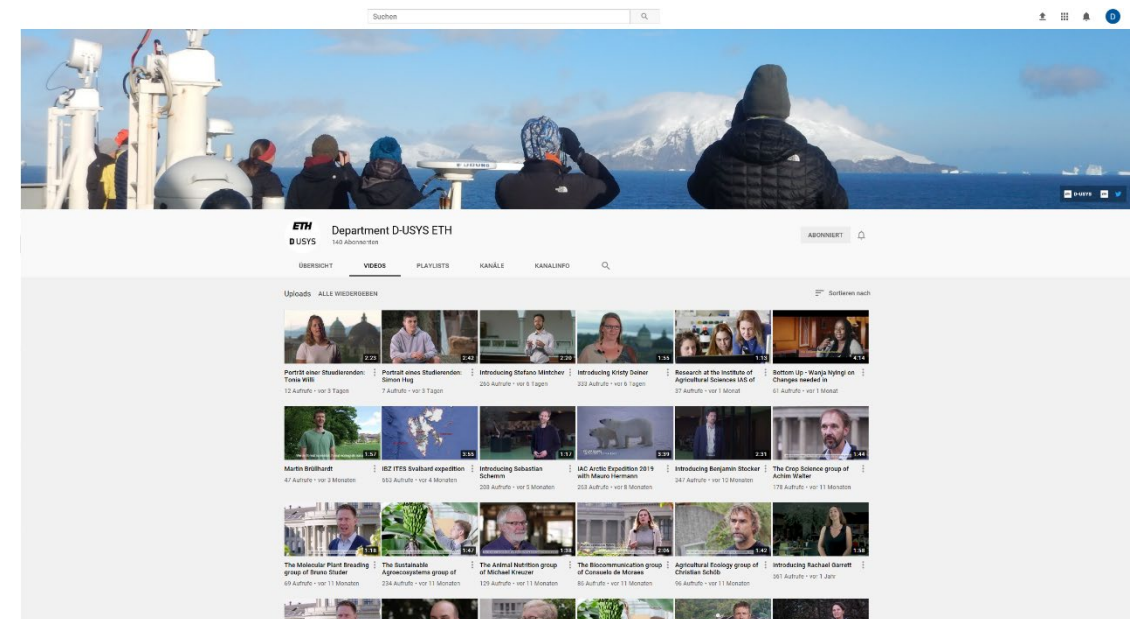 Suchen
D
D-USYS
ETH
D USYS
Department D-USYS ETH
140 Abonnenten
ABONNIERT
ÜBERSICHT VIDEOS PLAYLISTS KANÄLE KANALINFO
Uploads ALLE WIEDERGEBEN
Sortieren nach
2:23 2:42 2:20 1:55 1:13 4:14
Porträt einer Stuudierenden: Tonia Willi
12 Aufrufe • vor 3 Tagen
Portrait eines Studierenden: Simon Hug
7 Aufrufe • vor 3 Tagen
Introducing Stefano Mintchev
265 Aufrufe • vor 6 Tagen
Introducing Kristy Deiner
333 Aufrufe • vor 6 Tagen
Research at the Institute of Agricultural Sciences IAS of
37 Aufrufe • vor 1 Monat
Bottom Up - Wanja Nyingi on Changes needed in
61 Aufrufe • vor 1 Monat
1:57 3:55 1:17 3:39 2:31 1:44
Martin Brüllhardt
47 Aufrufe • vor 3 Monaten
IBZ ITES Svalbard expedition
563 Aufrufe • vor 4 Monaten
Introducing Sebastian Schemm
Aufrufe • vor 5 Monaten
IAC Arctic Expedition 2019 with Mauro Hermann
253 Aufrufe • vor 8 Monaten
Introducing Benjamin Stocker
347 Aufrufe • vor 10 Monaten
The Crop Science group of Achim Walter
178 Aufrufe • vor 11 Monaten
1:18 1:47 1:38 2:06 1:42 1:58
The Molecular Plant Breeding group of Bruno Studer
69 Aufrufe • vor 11 Monaten
The Sustainable Agroecosystems group of
234 Aufrufe • vor 11 Monaten
The Animal Nutrition group of Michael Kreuzer
129 Aufrufe • vor 11 Monaten
The Biocommunication group of Consuelo de Moraes
85 Aufrufe • vor 11 Monaten
Agricultural Ecology group of Christian Schöb
96 Aufrufe • vor 11 Monaten
Introducing Rachael Garrett
361 Aufrufe • vor 1 Jahr